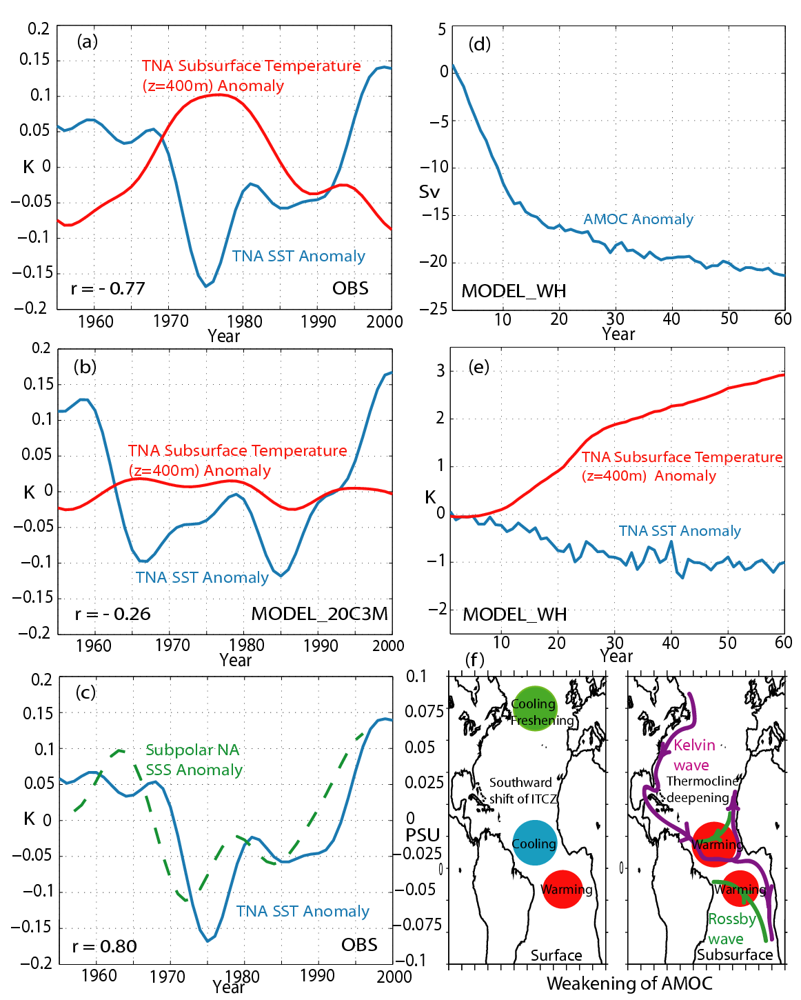 (a)
TNA Subsurface Temperature
(z=400m) Anomaly
TNA SST Anomaly
r = - 0.77
OBS
0.2
0.15
0.1
0.05
K 0
−0.05
−0.1
−0.15
−0.2
1960 1970 1980 1990 2000
Year
(d)
AMOC Anomaly
MODEL_WH
5
0
−5
−10
Sv
−15
−20
−25
10 20 30 40 50 60
Year
(b)
TNA Subsurface Temperature
(z=400m) Anomaly
TNA SST Anomaly
r = - 0.26
MODEL_20C3M
0.2
0.15
0.1
0.05
K 0
−0.05
−0.1
−0.15
−0.2
1960 1970 1980 1990 2000
Year
(e)
TNA Subsurface Temperature
(z=400m) Anomaly
TNA SST Anomaly
MODEL_WH
3
2
1
K
0
−1
−2
10 20 30 40 50 60
Year
(c)
Subpolar NA
SSS Anomaly
TNA SST Anomaly
r = 0.80
OBS
0.2
0.15
0.1
0.05
K 0
−0.05
−0.1
−0.15
−0.2
1960 1970 1980 1990 2000
Year
0.1
0.075
0.05
0.025
0
PSU
−0.025
−0.05
−0.075
−0.1
(f)
Cooling
Freshening
Southward
shift of ITCZ
Cooling
Warming
0
Surface
Kelvin
wave
Thermocline
deepening
Warming
Warming
Rossby
wave
0
Subsurface
Weakening of AMOC